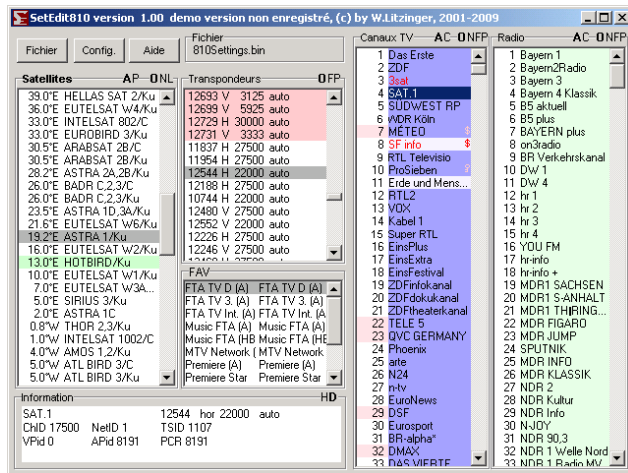 SetEdit810 version 1.00 demo version non enregistré, (c) by W.Litzinger, 2001-2009
Fichier Config. Aide
Fichier
810Settings.bin
Satellites A P - O N L
39.0°E HELLAS SAT 2/Ku
36.0°E EUTELSAT W4/Ku
33.0°E INTELSAT 802/C
33.0°E EUROBIRD 3/Ku
30.5°E ARABSAT 2B/C
30.5°E ARABSAT 2B/Ku
28.2°E ASTRA 2A,2B/Ku
26.0°E BADR C,2,3/C
26.0°E BADR C,2,3/Ku
23.5°E ASTRA 1D,3A/Ku
21.6°E EUTELSAT W6/Ku
19.2°E ASTRA 1/Ku
16.0°E EUTELSAT W2/Ku
13.0°E HOTBIRD/Ku
10.0°E EUTELSAT W1/Ku
7.0°E EUTELSAT W3A...
5.0°E SIRIUS 3/Ku
2.0°E ASTRA 1C
0.8°W THOR 2,3/Ku
1.0°W INTELSAT 1002/C
4.0°W AMOS 1,2/Ku
5.0°W ATL BIRD 3/C
5.0°W ATL BIRD 3/Ku
Transpondeurs O F P
12693 V 3125 auto
12699 V 5925 auto
12729 H 30000 auto
12731 V 3333 auto
11837 H 27500 auto
11954 H 27500 auto
12544 H 22000 auto
12188 H 27500 auto
10744 H 22000 auto
12480 V 27500 auto
12552 V 22000 auto
12226 H 27500 auto
12246 V 27500 auto
FAV
FTA TV D (A) FTA TV D (A)
FTA TV 3. (A) FTA TV 3. (A)
FTA TV Int. (A) FTA TV Int. (A)
Music FTA (A) Music FTA (A)
Music FTA (HB Music FTA (HE
MTV Network ( MTV Network
Premiere (A) Premiere (A)
Premiere Star Premiere Star
Information HD
SAT.1 12544 hor 22000 auto
ChID 17500 NetID 1 TSID 1107
VPid 0 APid 8191 PCR 8191
Canaux TV A C - O N F P
1 Das Erste
2 ZDF
3 3sat
4 SAT.1
5 SÜDWEST RP
6 WDR Köln
7 MÉTEO $
8 SF info $
9 RTL Televisio
10 ProSieben ?
11 Erde und Mens...
12 RTL2
13 VOX
14 Kabel 1
15 Super RTL
16 EinsPlus
17 EinsExtra
18 EinsFestival
19 ZDFinfokanal
20 ZDFdokukanal
21 ZDFtheaterkanal
22 TELE 5
23 QVC GERMANY
24 Phoenix
25 arte
26 N24
27 n-tv
28 EuroNews
29 DSF
30 Eurosport
31 BR-alpha*
32 DMAX
33 DAS VIERTE
Radio A C - O N F P
1 Bayern 1
2 Bayern2Radio
3 Bayern 3
4 Bayern 4 Klassik
5 B5 aktuell
6 B5 plus
7 BAYERN plus
8 on3radio
9 BR Verkehrskanal
10 DW 1
11 DW 4
12 hr 1
13 hr 2
14 hr 3
15 hr 4
16 YOU FM
17 hr-info
18 hr-info +
19 MDR1 SACHSEN
20 MDR1 S-ANHALT
21 MDR1 THÜRING...
22 MDR FIGARO
23 MDR JUMP
24 SPUTNIK
25 MDR INFO
26 MDR KLASSIK
27 NDR 2
28 NDR Kultur
29 NDR Info
30 N-JOY
31 NDR 90,3
32 NDR 1 Welle Nord
33 NDR 1 Radio MV